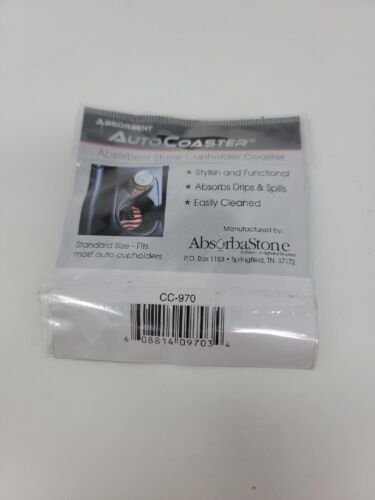 ABSORBENT
AUTOCOASTER™
Absorbent Stone Cupholder Coaster
★ Stylish and Functional
★ Absorbs Drips & Spills
★ Easily Cleaned
Standard Size - Fits
most auto cupholders
Manufactured by:
AbsorbaStone
P.O. Box 1183 • Springfield, TN. 37172
CC-970
6 08814 09703 4